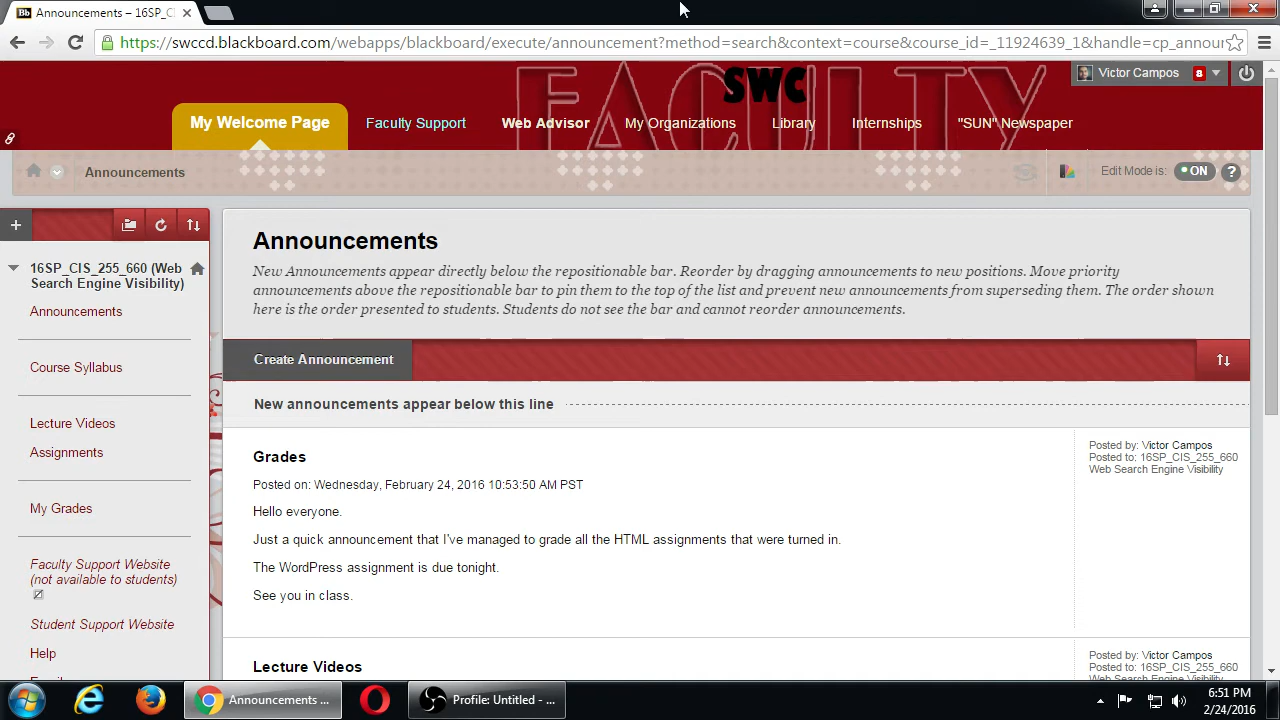 Announcements – 16SP_CI
https://swccd.blackboard.com/webapps/blackboard/execute/announcement?method=search&context=course&course_id=_11924639_1&handle=cp_annou
FACULTY
SWC
Victor Campos 8
My Welcome Page
Faculty Support
Web Advisor
My Organizations
Library
Internships
"SUN" Newspaper
Announcements
Edit Mode is: ON ?
16SP_CIS_255_660 (Web
Search Engine Visibility)
Announcements
Course Syllabus
Lecture Videos
Assignments
My Grades
Faculty Support Website
(not available to students)
Student Support Website
Help
Announcements
New Announcements appear directly below the repositionable bar. Reorder by dragging announcements to new positions. Move priority
announcements above the repositionable bar to pin them to the top of the list and prevent new announcements from superseding them. The order shown
here is the order presented to students. Students do not see the bar and cannot reorder announcements.
Create Announcement
New announcements appear below this line
Grades
Posted on: Wednesday, February 24, 2016 10:53:50 AM PST
Hello everyone.
Just a quick announcement that I've managed to grade all the HTML assignments that were turned in.
The WordPress assignment is due tonight.
See you in class.
Posted by: Victor Campos
Posted to: 16SP_CIS_255_660
Web Search Engine Visibility
Lecture Videos
Posted by: Victor Campos
Posted to: 16SP_CIS_255_660
Announcements ...
Profile: Untitled - ...
6:51 PM
2/24/2016